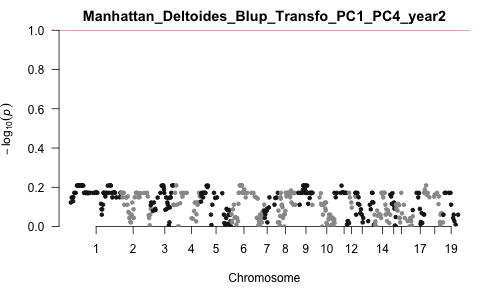 Manhattan_Deltoides_Blup_Transfo_PC1_PC4_year2
1.0
0.8
0.6
0.4
0.2
0.0
− log10(p)
1 2 3 4 5 6 7 8 9 10 12 14 17 19
Chromosome